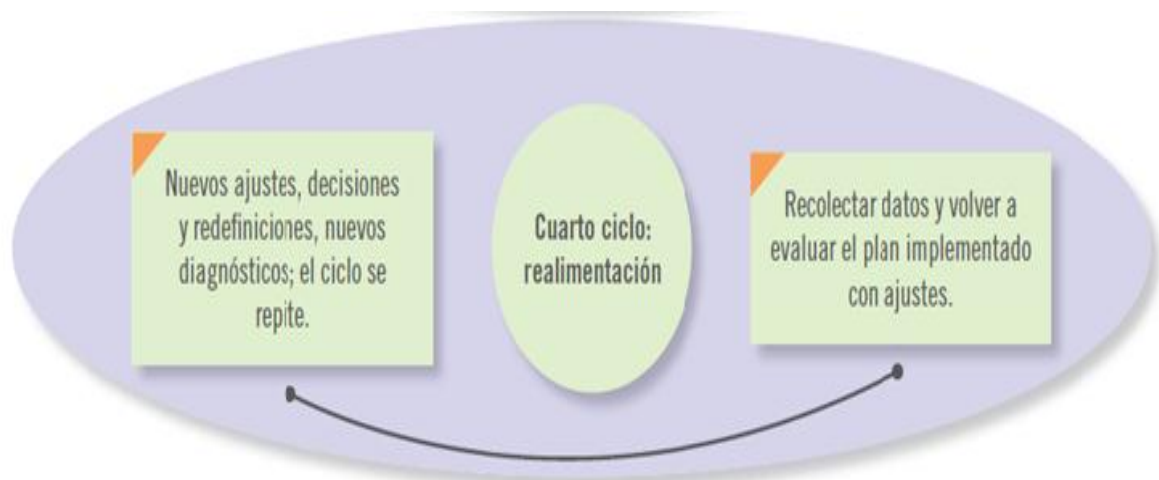 Nuevos ajustes, decisiones
y redefiniciones, nuevos
diagnósticos; el ciclo se
repite.
Cuarto ciclo:
realimentación
Recolectar datos y volver a
evaluar el plan implementado
con ajustes.